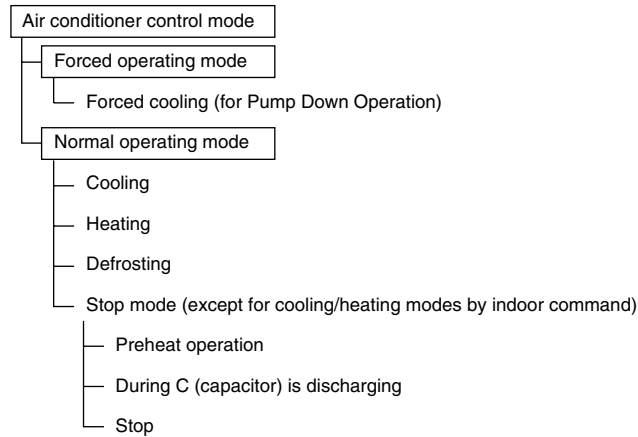 Air conditioner control mode
Forced operating mode
Forced cooling (for Pump Down Operation)
Normal operating mode
Cooling
Heating
Defrosting
Stop mode (except for cooling/heating modes by indoor command)
Preheat operation
During C (capacitor) is discharging
Stop